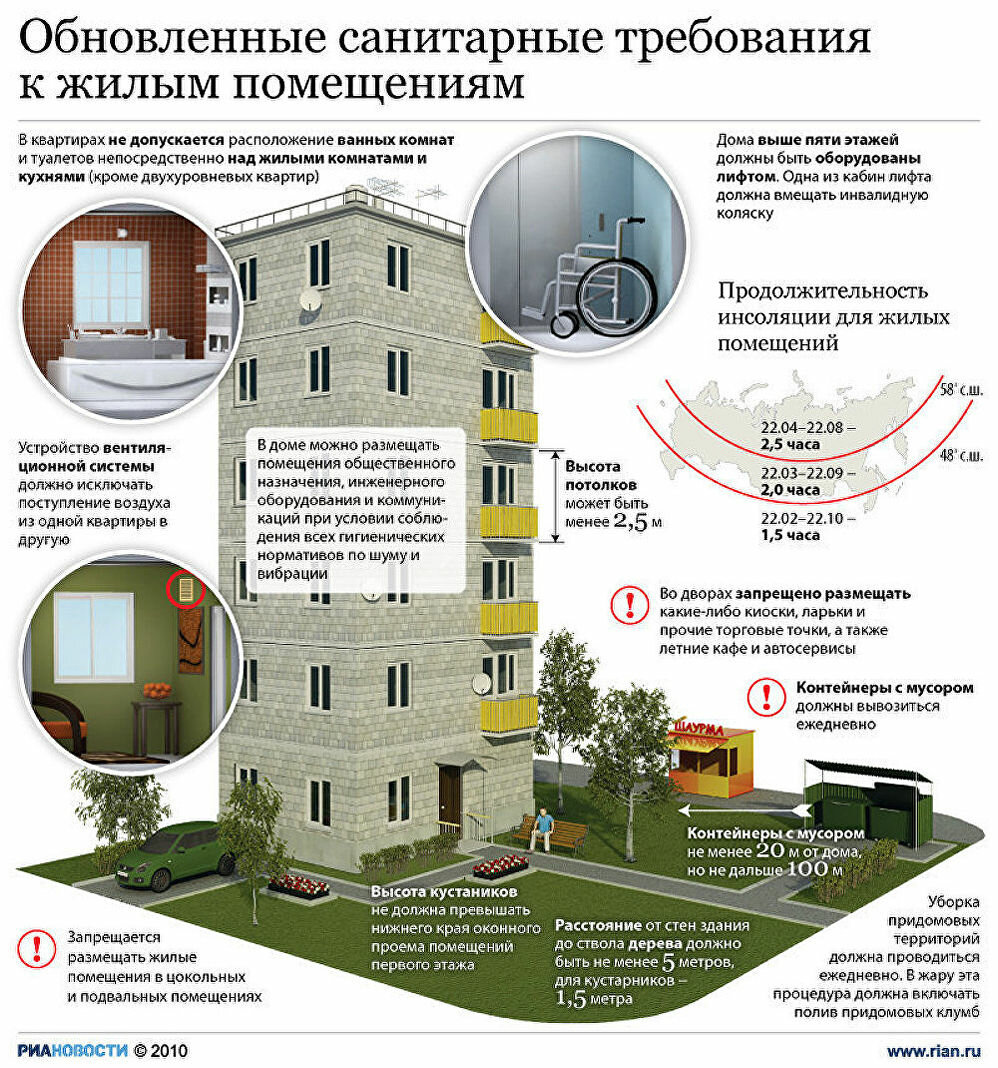 Обновленные санитарные требования
к жилым помещениям
В квартирах не допускается расположение ванных комнат
и туалетов непосредственно над жилыми комнатами и
кухнями (кроме двухуровневых квартир)
Дома выше пяти этажей
должны быть оборудованы
лифтом. Одна из кабин лифта
должна вмещать инвалидную
коляску
Продолжительность
инсоляции для жилых
помещений
58° с.ш.
48° с.ш.
22.04–22.08 –
2,5 часа
22.03–22.09 –
2,0 часа
22.02–22.10 –
1,5 часа
Устройство вентиля-
ционной системы
должно исключать
поступление воздуха
из одной квартиры в
другую
В доме можно размещать
помещения общественного
назначения, инженерного
оборудования и коммуни-
каций при условии соблю-
дения всех гигиенических
нормативов по шуму и
вибрации
Высота
потолков
может быть
менее 2,5 м
Во дворах запрещено размещать
какие-либо киоски, ларьки и
прочие торговые точки, а также
летние кафе и автосервисы
Контейнеры с мусором
должны вывозиться
ежедневно
ШАУРМА
Контейнеры с мусором
не менее 20 м от дома,
но не дальше 100 м
Высота кустаников
не должна превышать
нижнего края оконного
проема помещений
первого этажа
Расстояние от стен здания
до ствола дерева должно
быть не менее 5 метров,
для кустарников –
1,5 метра
Уборка
придомовых
территорий
должна проводиться
ежедневно. В жару эта
процедура должна включать
полив придомовых клумб
Запрещается
размещать жилые
помещения в цокольных
и подвальных помещениях
РИАНОВОСТИ © 2010
www.rian.ru